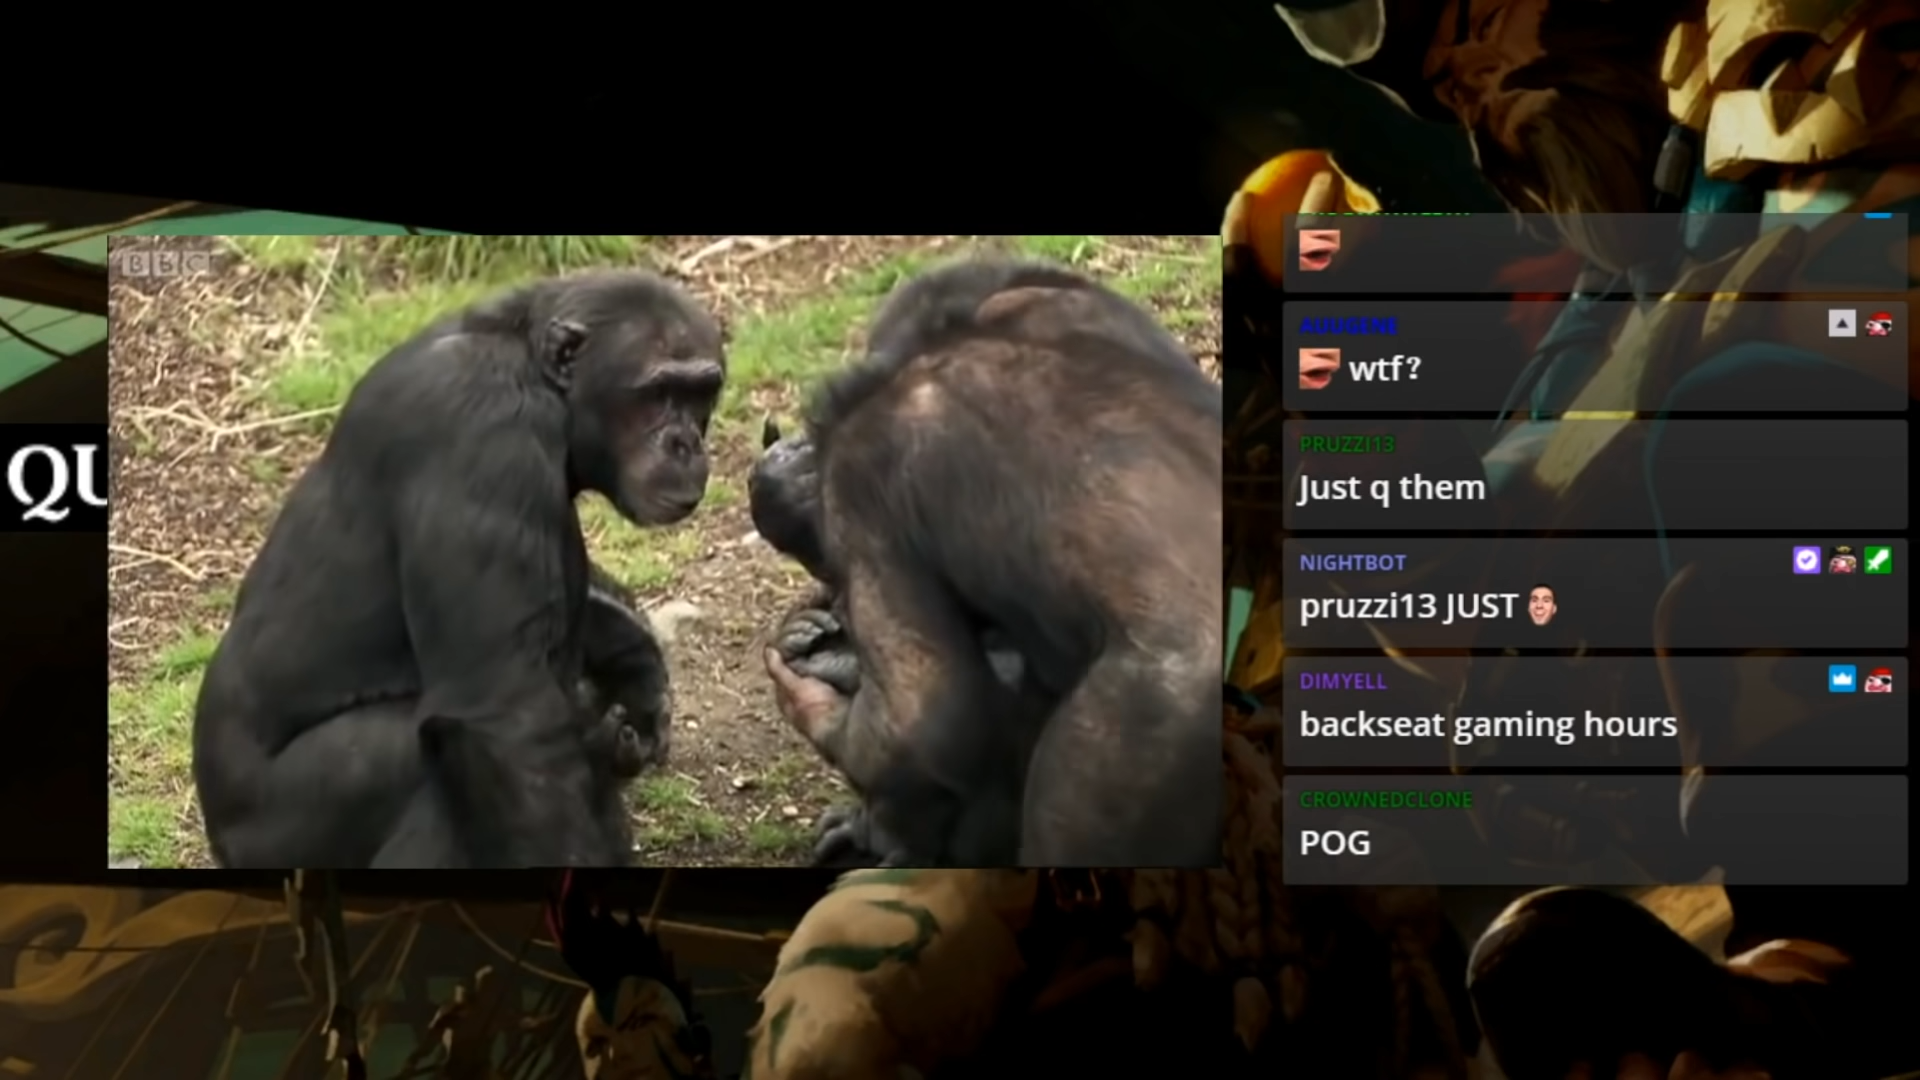 BBC
QU
AUUGENE
wtf?
PRUZZI13
Just q them
NIGHTBOT
pruzzi13 JUST
DIMYELL
backseat gaming hours
CROWNEDCLONE
POG